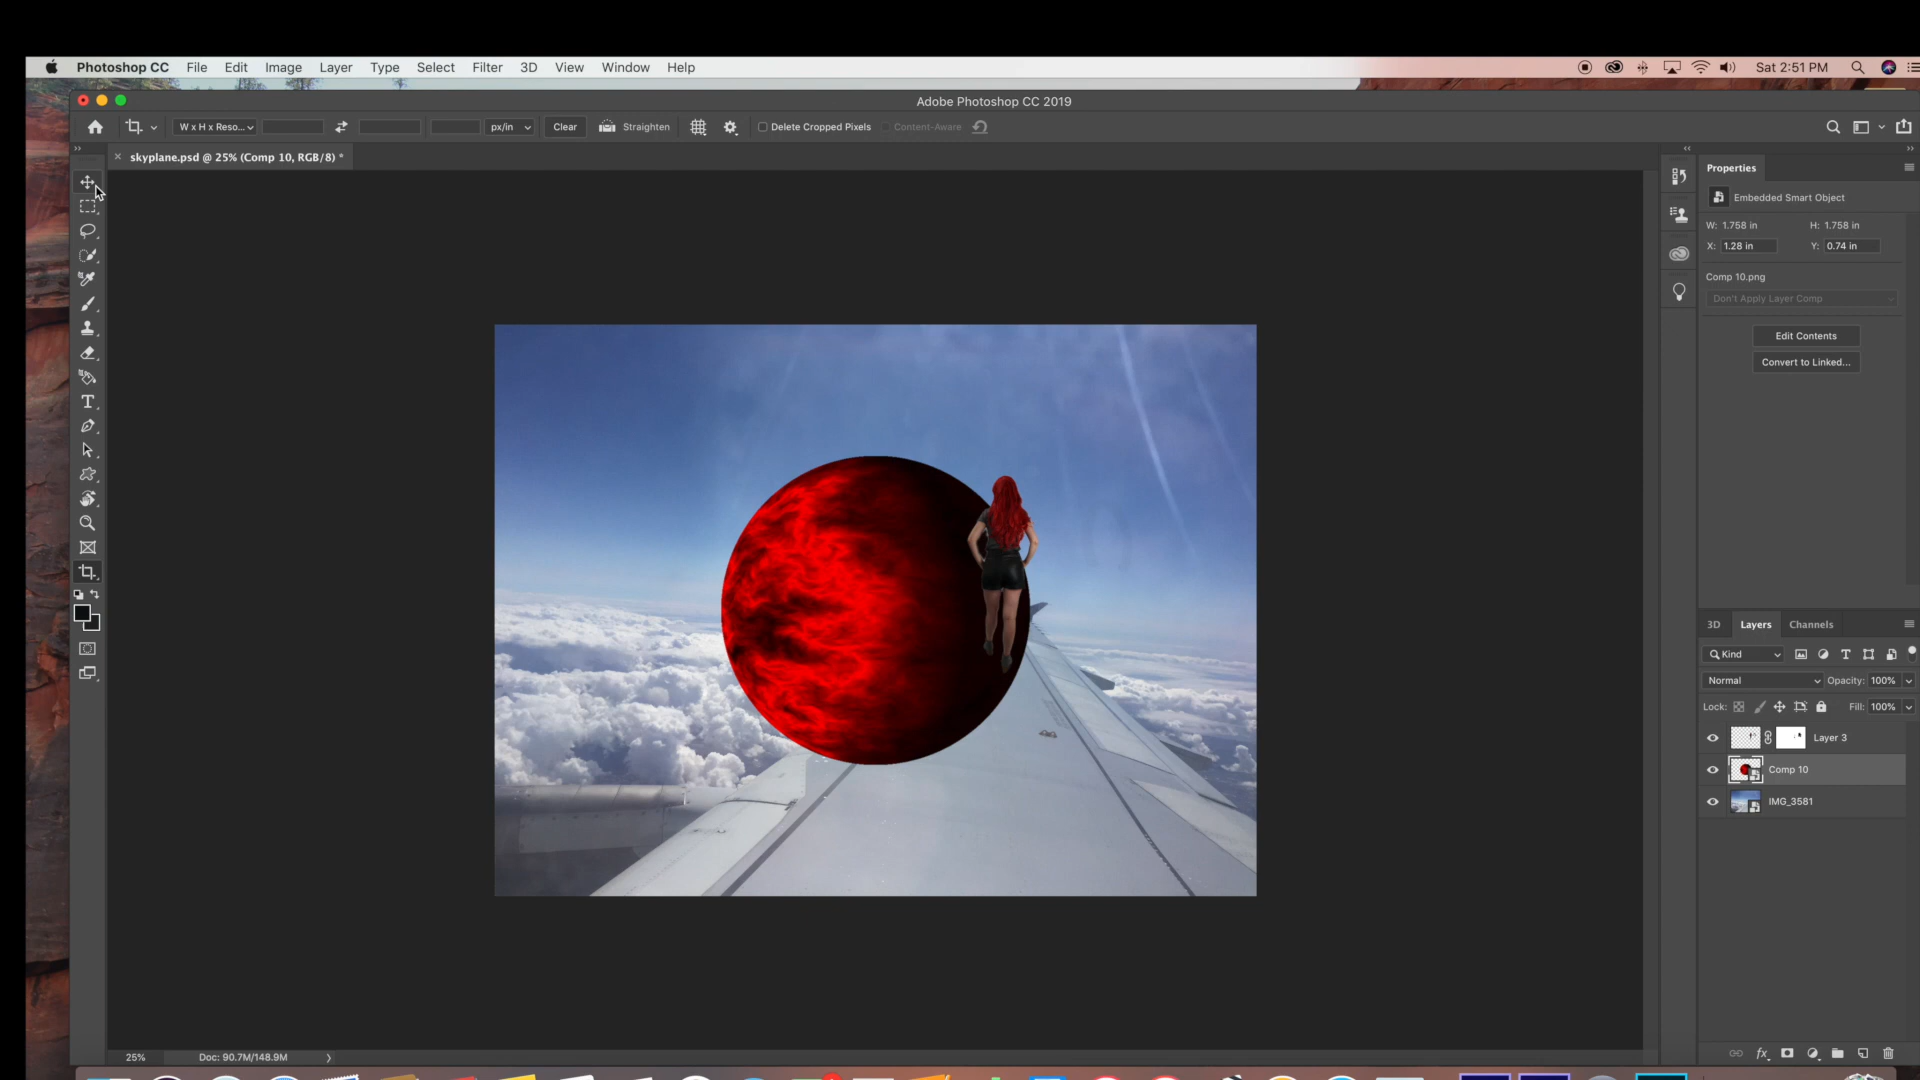 Photoshop CC File Edit Image Layer Type Select Filter 3D View Window Help Sat 2:51 PM
Adobe Photoshop CC 2019
W x H x Reso... px/in Clear Straighten Delete Cropped Pixels Content-Aware
skyplane.psd @ 25% (Comp 10, RGB/8) *
Properties
Embedded Smart Object
W: 1.758 in H: 1.758 in
X: 1.28 in Y: 0.74 in
Comp 10.png
Don't Apply Layer Comp
Edit Contents
Convert to Linked...
3D Layers Channels
Kind
Normal Opacity: 100%
Lock: Fill: 100%
Layer 3
Comp 10
IMG_3581
fx
25% Doc: 90.7M/148.9M